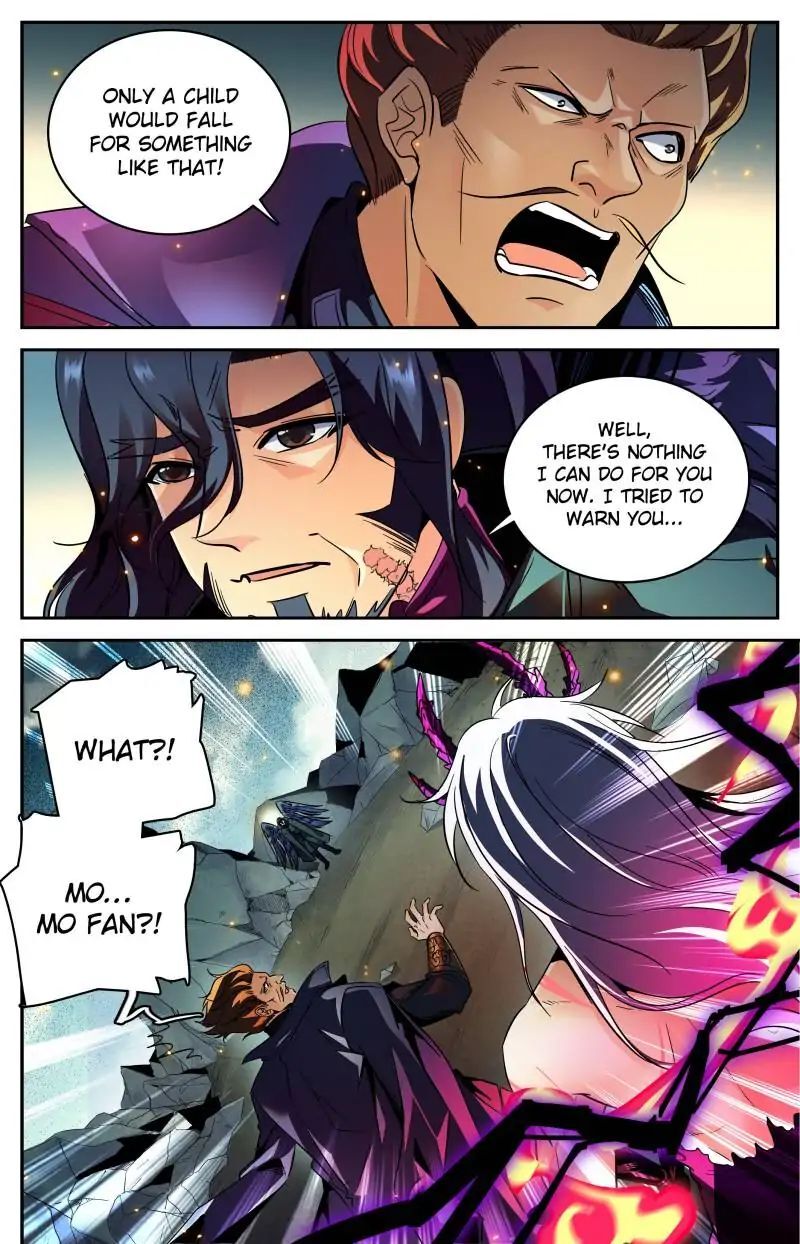 ONLY A CHILD
WOULD FALL
FOR SOMETHING
LIKE THAT!
WELL,
THERE'S NOTHING
I CAN DO FOR YOU
NOW. I TRIED TO
WARN YOU...
WHAT?!
MO...
MO FAN?!